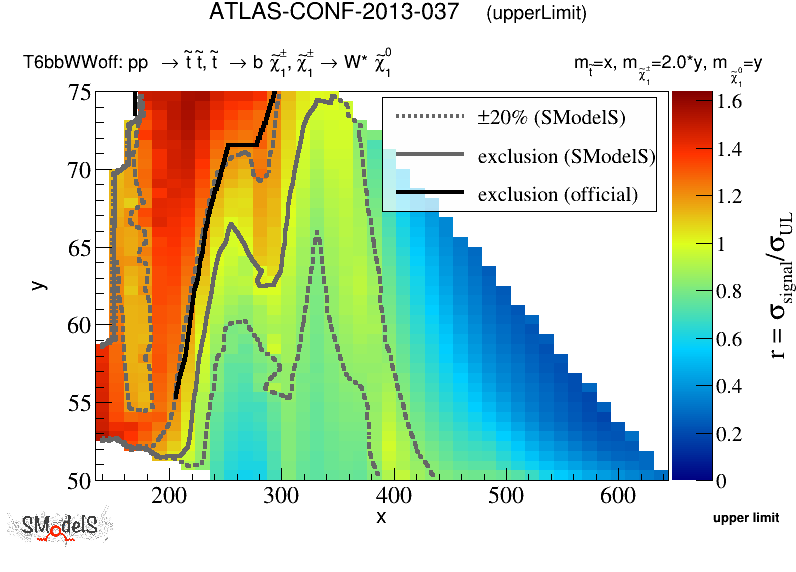 ATLAS-CONF-2013-037 (upperLimit)
T6bbWWoff: pp → t̃ t̃, t̃ → b χ̃₁±, χ̃₁± → W* χ̃₁⁰
m_t̃=x, m_χ̃₁±=2.0*y, m_χ̃₁⁰=y
±20% (SModelS)
exclusion (SModelS)
exclusion (official)
75
70
65
60
55
50
y
200 300 400 500 600
x
1.6
1.4
1.2
1
0.8
0.6
0.4
0.2
0
r = σ_signal/σ_UL
SModelS
upper limit